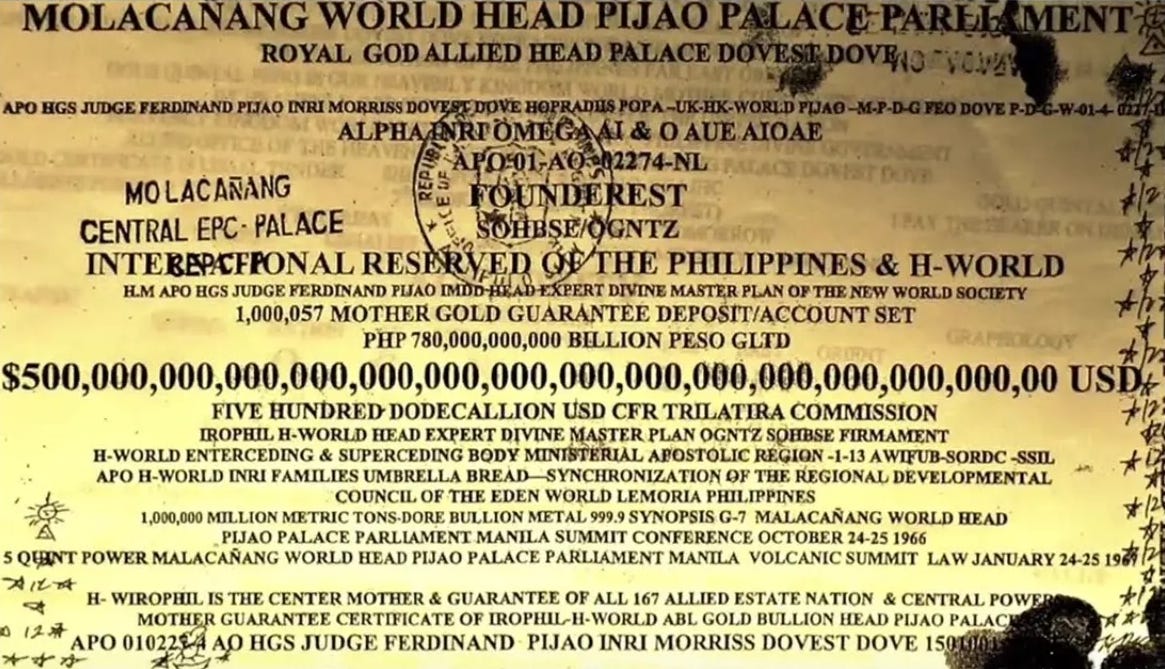 MOLACAÑANG WORLD HEAD PIJAO PALACE PARLIAMENT
ROYAL GOD ALLIED HEAD PALACE DOVEST DOVE
APO HGS JUDGE FERDINAND PIJAO INRI MORRISS DOVEST DOVE HOPRADIIS POPA –UK-HK-WORLD PIJAO –M-P-D-G FEO DOVE P-D-G-W-01-4-
ALPHA INRI OMEGA AI & O AUE AIOAE
APO 01-AO-02274-NL
FOUNDEREST
SOHBSE/OGNTZ
MOLACAÑANG
CENTRAL EPC-PALACE
INTERNATIONAL RESERVED OF THE PHILIPPINES & H-WORLD
H.M APO HGS JUDGE FERDINAND PIJAO IMDD-HEAD EXPERT DIVINE MASTER PLAN OF THE NEW WORLD SOCIETY
1,000,057 MOTHER GOLD GUARANTEE DEPOSIT/ACCOUNT SET
PHP 780,000,000,000 BILLION PESO GLTD
$500,000,000,000,000,000,000,000,000,000,000,000,000,000,000,00 USD
FIVE HUNDRED DODECALLION USD CFR TRILATIRA COMMISSION
IROPHIL H-WORLD HEAD EXPERT DIVINE MASTER PLAN OGNTZ SOHBSE FIRMAMENT
H-WORLD ENTERCEDING & SUPERCEDING BODY MINISTERIAL APOSTOLIC REGION -1-13 AWIFUB-SORDC -SSIL
APO H-WORLD INRI FAMILIES UMBRELLA BREAD—SYNCHRONIZATION OF THE REGIONAL DEVELOPMENTAL
COUNCIL OF THE EDEN WORLD LEMORIA PHILIPPINES
1,000,000 MILLION METRIC TONS-DORE BULLION METAL 999.9 SYNOPSIS G-7 MALACAÑANG WORLD HEAD
PIJAO PALACE PARLIAMENT MANILA SUMMIT CONFERENCE OCTOBER 24-25 1966
5 QUINT POWER MALACAÑANG WORLD HEAD PIJAO PALACE PARLIAMENT MANILA VOLCANIC SUMMIT LAW JANUARY 24-25
H- WIROPHIL IS THE CENTER MOTHER & GUARANTEE OF ALL 167 ALLIED ESTATE NATION & CENTRAL POWER
MOTHER GUARANTEE CERTIFICATE OF IROPHIL-H-WORLD ABL GOLD BULLION HEAD PIJAO PALACE
APO AO HGS JUDGE FERDINAND PIJAO INRI MORRISS DOVEST DOVE